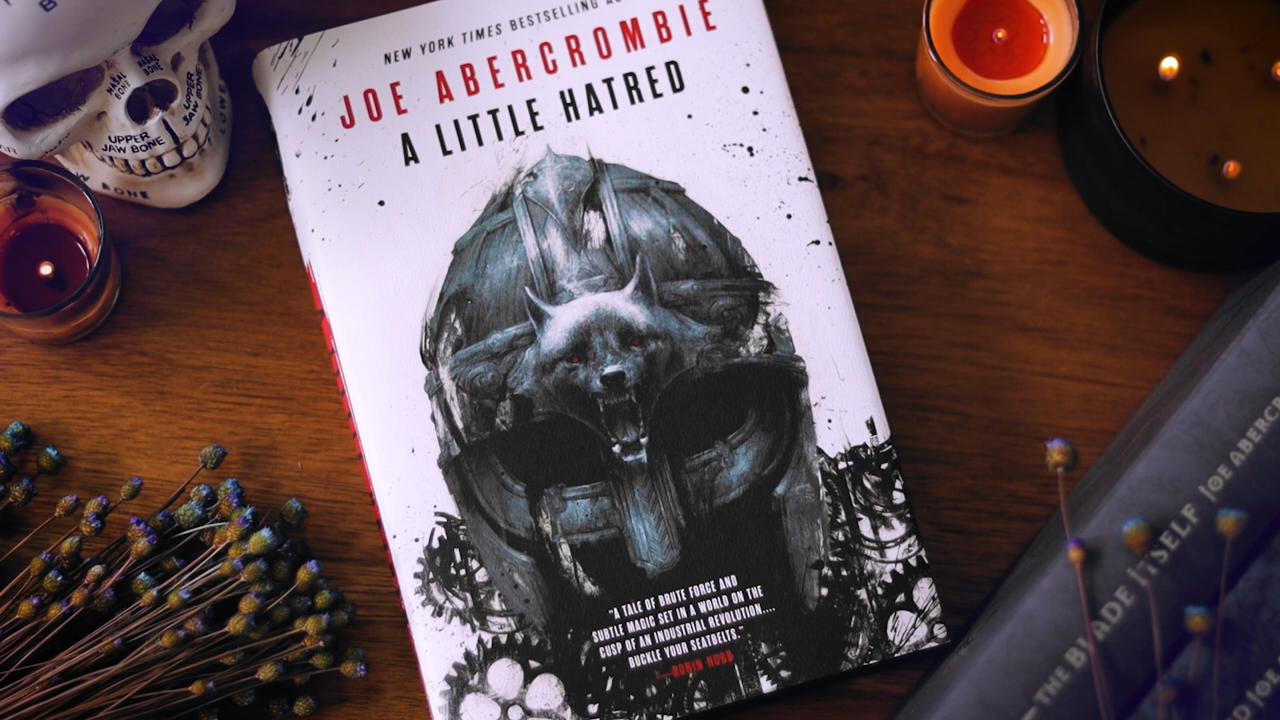 NEW YORK TIMES BESTSELLING
JOE ABERCROMBIE
A LITTLE HATRED
"A TALE OF BRUTE FORCE AND
SUBTLE MAGIC SET IN A WORLD ON THE
CUSP OF AN INDUSTRIAL REVOLUTION....
BUCKLE YOUR SEATBELTS."
—ROBIN HOBB
NASAL
BONE
NASAL
BONE
UPPER
JAW BONE
UPPER
JAW BONE
BONE
THE BLADE ITSELF JOE